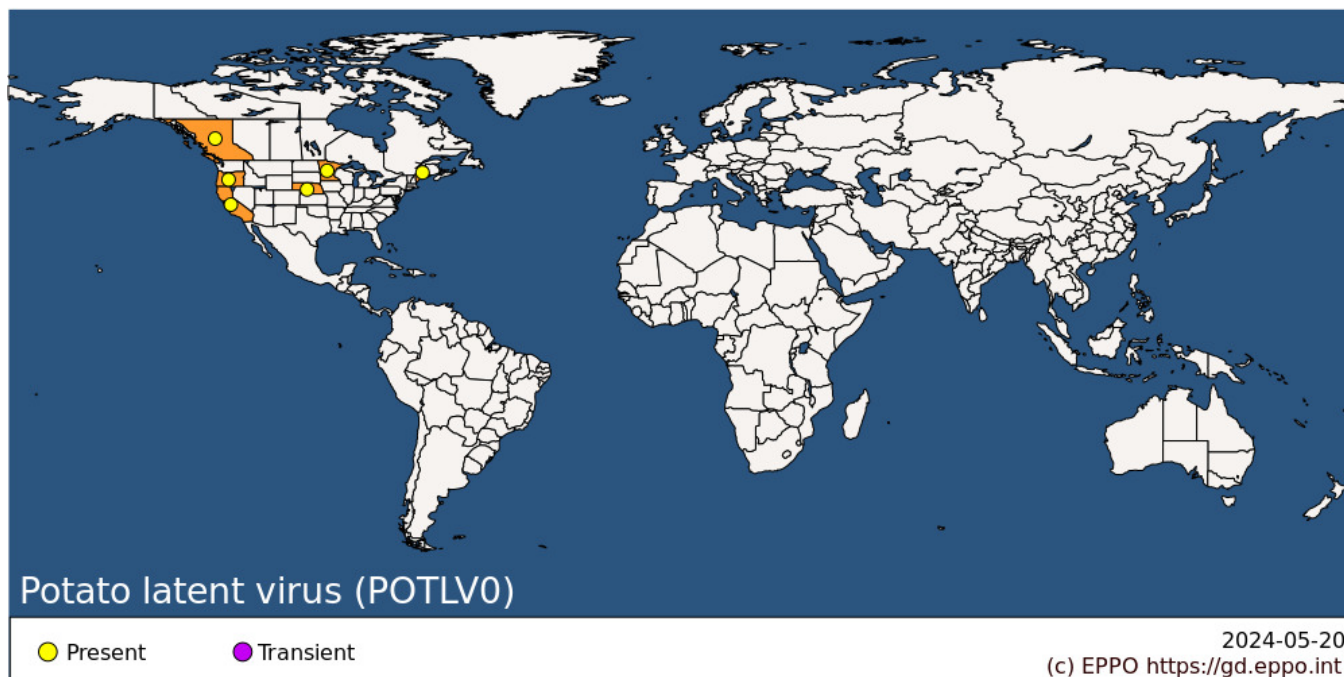 Potato latent virus (POTLV0)
Present
Transient
2024-05-20
(c) EPPO https://gd.eppo.int